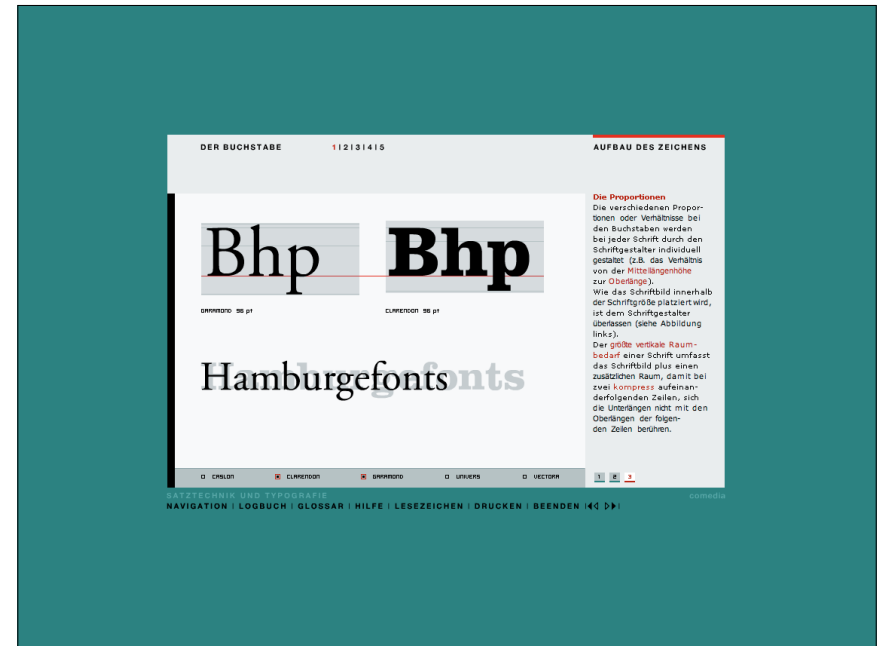 DER BUCHSTABE
1 | 2 | 3 | 4 | 5
AUFBAU DES ZEICHENS
Bhp
Bhp
GARAMOND 96 pt
CLARENDON 96 pt
Hamburgefonts
Hamburgefonts
Die Proportionen
Die verschiedenen Propor-
tionen oder Verhältnisse bei
den Buchstaben werden
bei jeder Schrift durch den
Schriftgestalter individuell
gestaltet (z.B. das Verhältnis
von der Mittellängenhöhe
zur Oberlänge).
Wie das Schriftbild innerhalb
der Schriftgröße platziert wird,
ist dem Schriftgestalter
überlassen (siehe Abbildung
links).
Der größte vertikale Raum-
bedarf einer Schrift umfasst
das Schriftbild plus einen
zusätzlichen Raum, damit bei
zwei kompress aufeinan-
derfolgenden Zeilen, sich
die Unterlängen nicht mit den
Oberlängen der folgen-
den Zeilen berühren.
CASLON
CLARENDON
GARAMOND
UNIVERS
VECTORA
1 2 3
SATZTECHNIK UND TYPOGRAFIE
comedia
NAVIGATION | LOGBUCH | GLOSSAR | HILFE | LESEZEICHEN | DRUCKEN | BEENDEN |